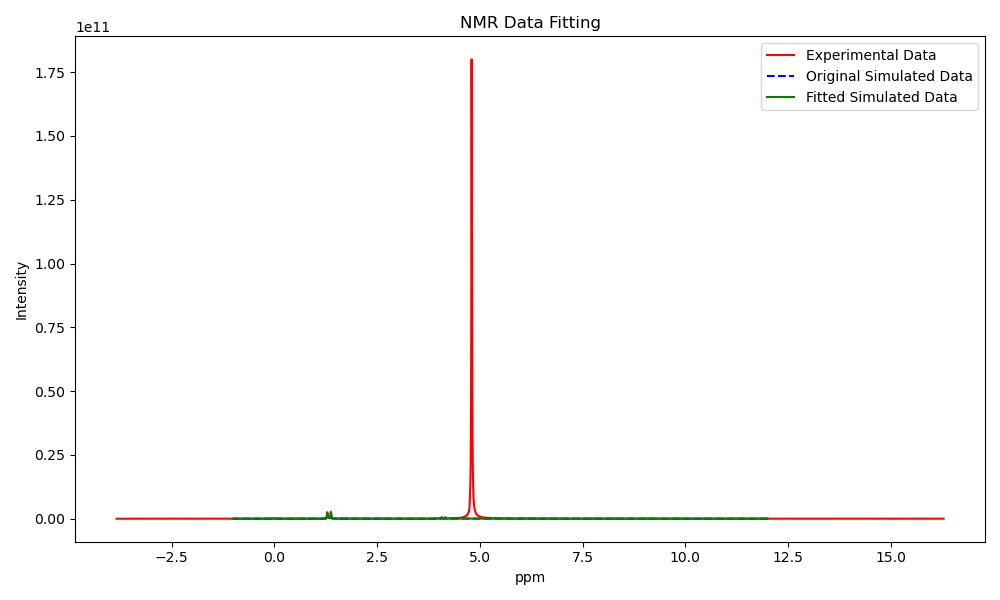 NMR Data Fitting
1e11
Experimental Data
Original Simulated Data
Fitted Simulated Data
1.75
1.50
1.25
1.00
0.75
0.50
0.25
0.00
Intensity
−2.5 0.0 2.5 5.0 7.5 10.0 12.5 15.0
ppm